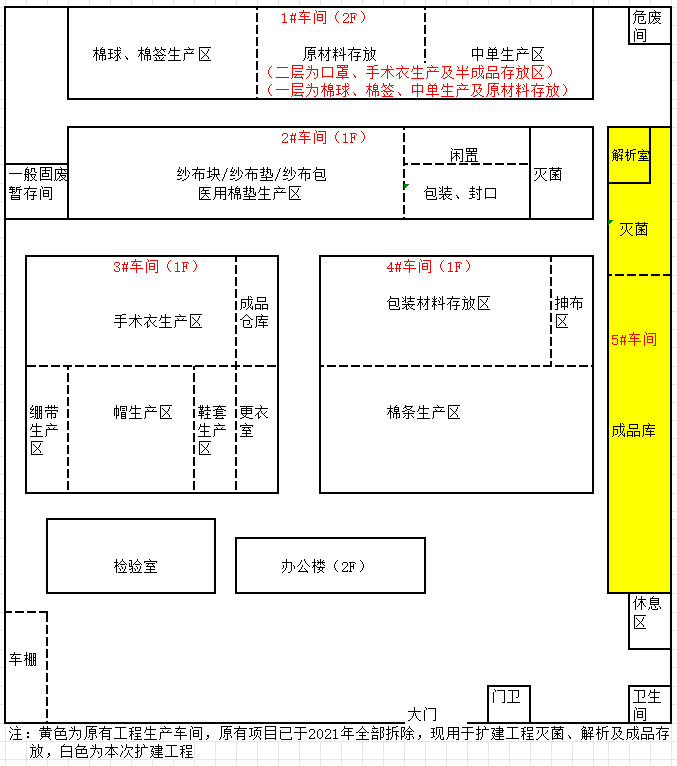 1#车间（2F）
危废
间
棉球、棉签生产区
原材料存放
中单生产区
（二层为口罩、手术衣生产及半成品存放区）
（一层为棉球、棉签、中单生产及原材料存放）
2#车间（1F）
一般固废
暂存间
纱布块/纱布垫/纱布包
医用棉垫生产区
闲置
包装、封口
灭菌
解析室
灭菌
5#车间
成品库
3#车间（1F）
手术衣生产区
成品
仓库
绷带
生产
区
帽生产区
鞋套
生产
区
更衣
室
4#车间（1F）
包装材料存放区
抻布
区
棉条生产区
检验室
办公楼（2F）
休息
区
车棚
大门
门卫
卫生
间
注：黄色为原有工程生产车间，原有项目已于2021年全部拆除，现用于扩建工程灭菌、解析及成品存
放，白色为本次扩建工程